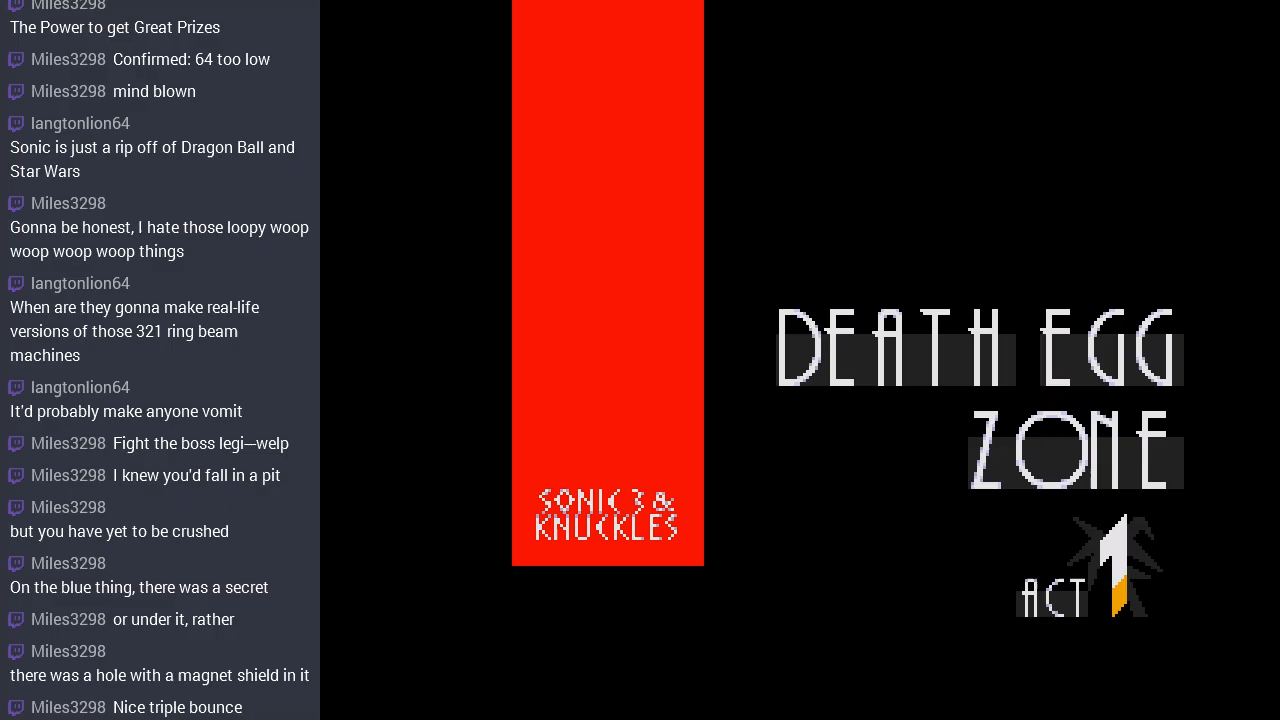 Miles3298
The Power to get Great Prizes
Miles3298 Confirmed: 64 too low
Miles3298 mind blown
langtonlion64
Sonic is just a rip off of Dragon Ball and
Star Wars
Miles3298
Gonna be honest, I hate those loopy woop
woop woop woop things
langtonlion64
When are they gonna make real-life
versions of those 321 ring beam
machines
langtonlion64
It'd probably make anyone vomit
Miles3298 Fight the boss legi—welp
Miles3298 I knew you'd fall in a pit
Miles3298
but you have yet to be crushed
Miles3298
On the blue thing, there was a secret
Miles3298 or under it, rather
Miles3298
there was a hole with a magnet shield in it
Miles3298 Nice triple bounce
SONIC 3 &
KNUCKLES
DEATH EGG
ZONE
ACT 1